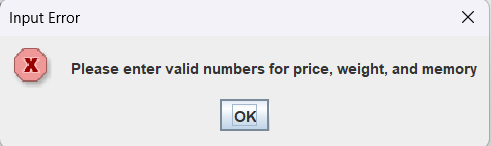 Input Error
Please enter valid numbers for price, weight, and memory
OK